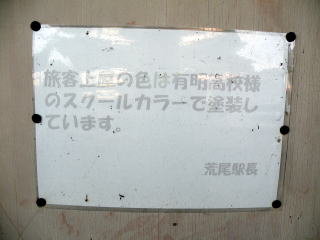 旅客上屋の色は有明高校様
のスクールカラーで塗装し
ています。
荒尾駅長